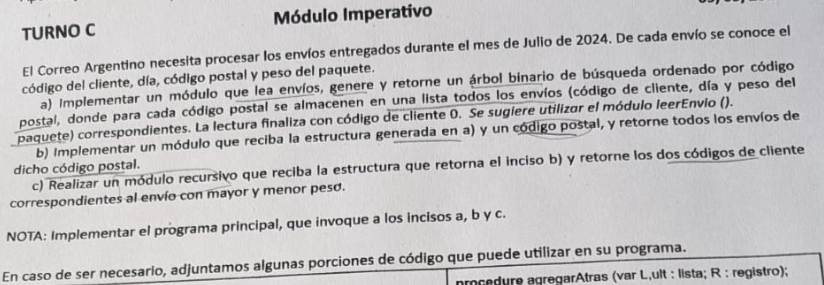 Módulo Imperativo
TURNO C
El Correo Argentino necesita procesar los envíos entregados durante el mes de Julio de 2024. De cada envío se conoce el
código del cliente, día, código postal y peso del paquete.
a) Implementar un módulo que lea envíos, genere y retorne un árbol binario de búsqueda ordenado por código
postal, donde para cada código postal se almacenen en una lista todos los envíos (código de cliente, día y peso del
paquete) correspondientes. La lectura finaliza con código de cliente 0. Se sugiere utilizar el módulo leerEnvio ().
b) Implementar un módulo que reciba la estructura generada en a) y un código postal, y retorne todos los envíos de
dicho código postal.
c) Realizar un módulo recursivo que reciba la estructura que retorna el inciso b) y retorne los dos códigos de cliente
correspondientes al envío con mayor y menor peso.
NOTA: Implementar el programa principal, que invoque a los incisos a, b y c.
En caso de ser necesario, adjuntamos algunas porciones de código que puede utilizar en su programa.
procedure agregarAtras (var L,ult : lista; R : registro);